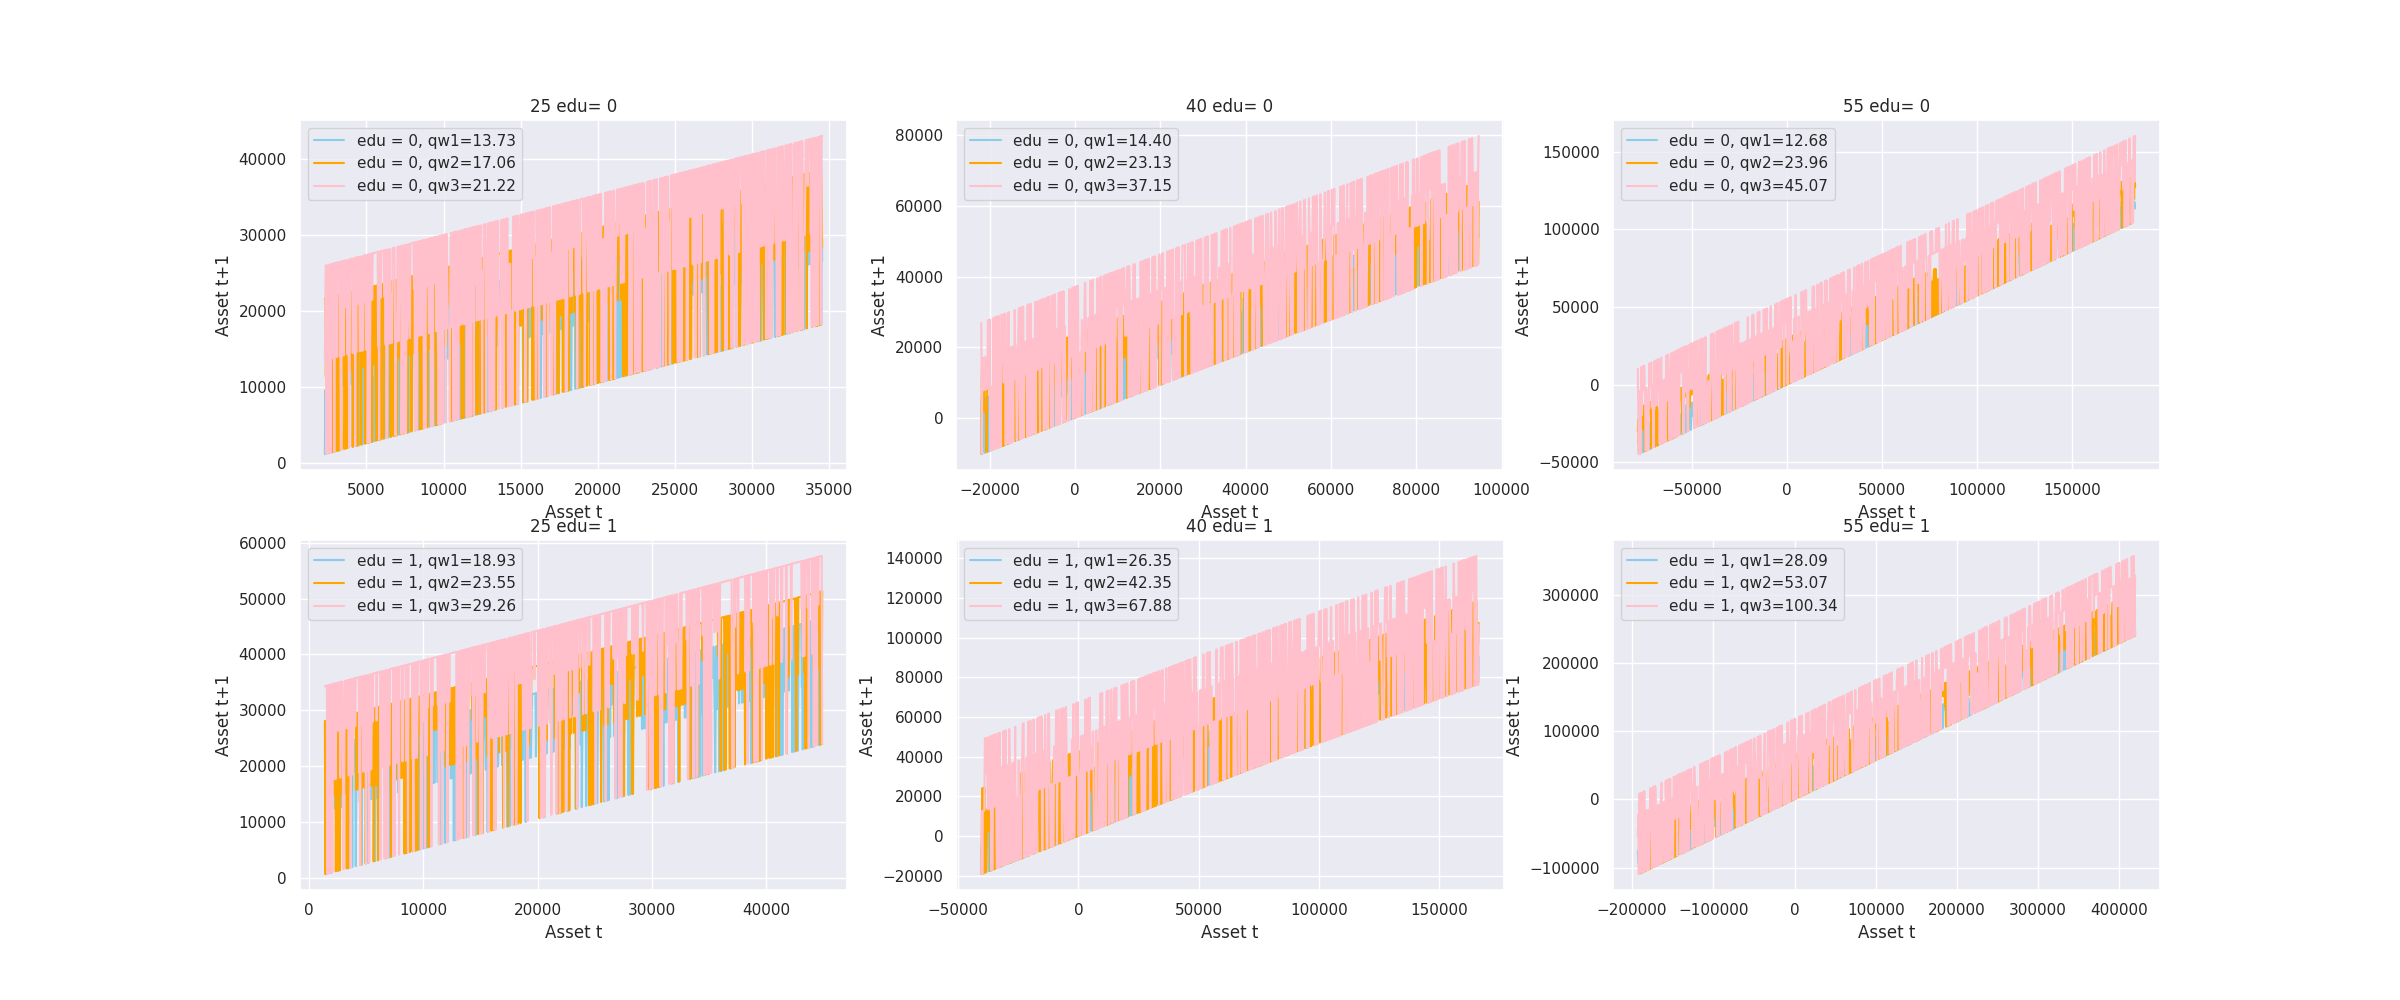 25 edu= 0
edu = 0, qw1=13.73
edu = 0, qw2=17.06
edu = 0, qw3=21.22
Asset t+1
40000
30000
20000
10000
0
5000 10000 15000 20000 25000 30000 35000
Asset t
40 edu= 0
edu = 0, qw1=14.40
edu = 0, qw2=23.13
edu = 0, qw3=37.15
Asset t+1
80000
60000
40000
20000
0
−20000 0 20000 40000 60000 80000 100000
Asset t
55 edu= 0
edu = 0, qw1=12.68
edu = 0, qw2=23.96
edu = 0, qw3=45.07
Asset t+1
150000
100000
50000
0
−50000
−50000 0 50000 100000 150000
Asset t
25 edu= 1
edu = 1, qw1=18.93
edu = 1, qw2=23.55
edu = 1, qw3=29.26
Asset t+1
60000
50000
40000
30000
20000
10000
0
0 10000 20000 30000 40000
Asset t
40 edu= 1
edu = 1, qw1=26.35
edu = 1, qw2=42.35
edu = 1, qw3=67.88
Asset t+1
140000
120000
100000
80000
60000
40000
20000
0
−20000
−50000 0 50000 100000 150000
Asset t
55 edu= 1
edu = 1, qw1=28.09
edu = 1, qw2=53.07
edu = 1, qw3=100.34
Asset t+1
300000
200000
100000
0
−100000
−200000 −100000 0 100000 200000 300000 400000
Asset t